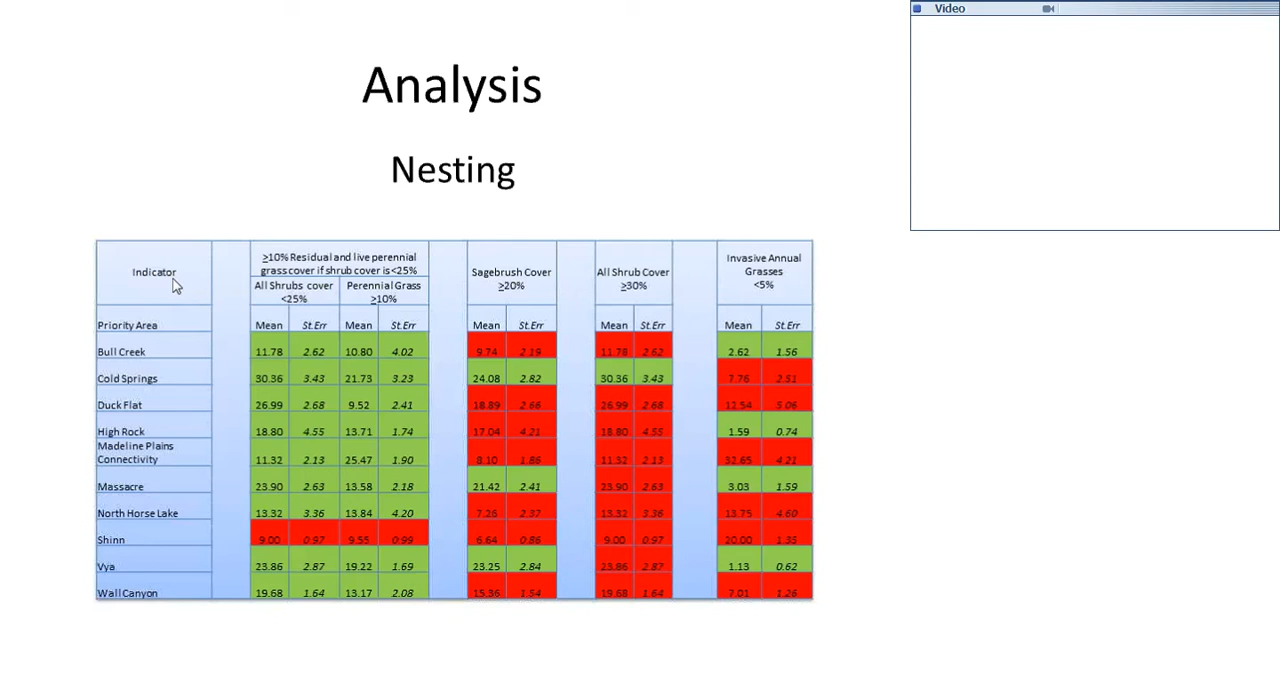 Video
Analysis
Nesting
Indicator
≥10% Residual and live perennial
grass cover if shrub cover is <25%
All Shrubs cover
<25%
Perennial Grass
≥10%
Sagebrush Cover
≥20%
All Shrub Cover
≥30%
Invasive Annual
Grasses
<5%
Priority Area Mean St.Err Mean St.Err Mean St.Err Mean St.Err Mean St.Err
Bull Creek 11.78 2.62 10.80 4.02 9.74 2.19 11.78 2.62 2.62 1.56
Cold Springs 30.36 3.43 21.73 3.23 24.08 2.82 30.36 3.43 7.76 2.51
Duck Flat 26.99 2.68 9.52 2.41 18.89 2.66 26.99 2.68 12.54 5.06
High Rock 18.80 4.55 13.71 1.74 17.04 4.21 18.80 4.55 1.59 0.74
Madeline Plains
Connectivity 11.32 2.13 25.47 1.90 8.10 1.86 11.32 2.13 32.65 4.21
Massacre 23.90 2.63 13.58 2.18 21.42 2.41 23.90 2.63 3.03 1.59
North Horse Lake 13.32 3.36 13.84 4.20 7.26 2.37 13.32 3.36 13.75 4.60
Shinn 9.00 0.97 9.55 0.99 6.64 0.86 9.00 0.97 20.00 1.35
Vya 23.86 2.87 19.22 1.69 23.25 2.84 23.86 2.87 1.13 0.62
Wall Canyon 19.68 1.64 13.17 2.08 15.36 1.54 19.68 1.64 7.01 1.26